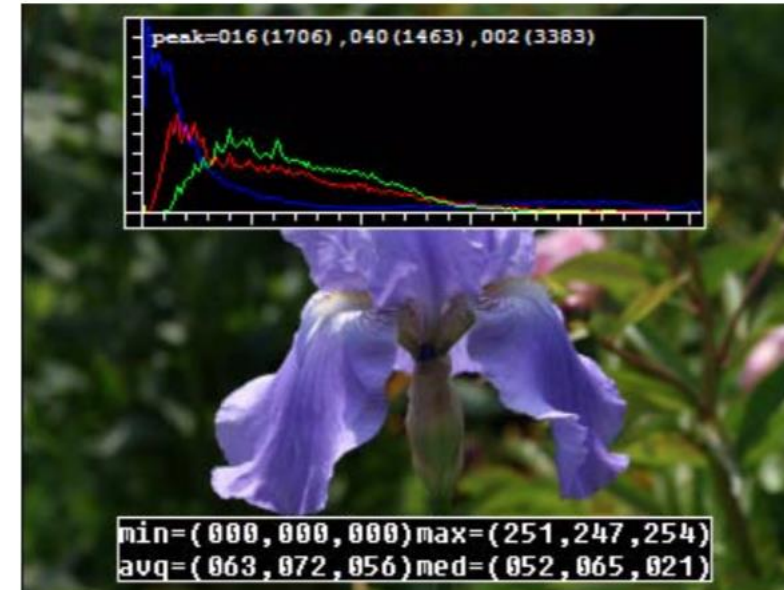 peak=016(1706),040(1463),002(3383)
min=(000,000,000)max=(251,247,254)
avg=(063,072,056)med=(052,065,021)